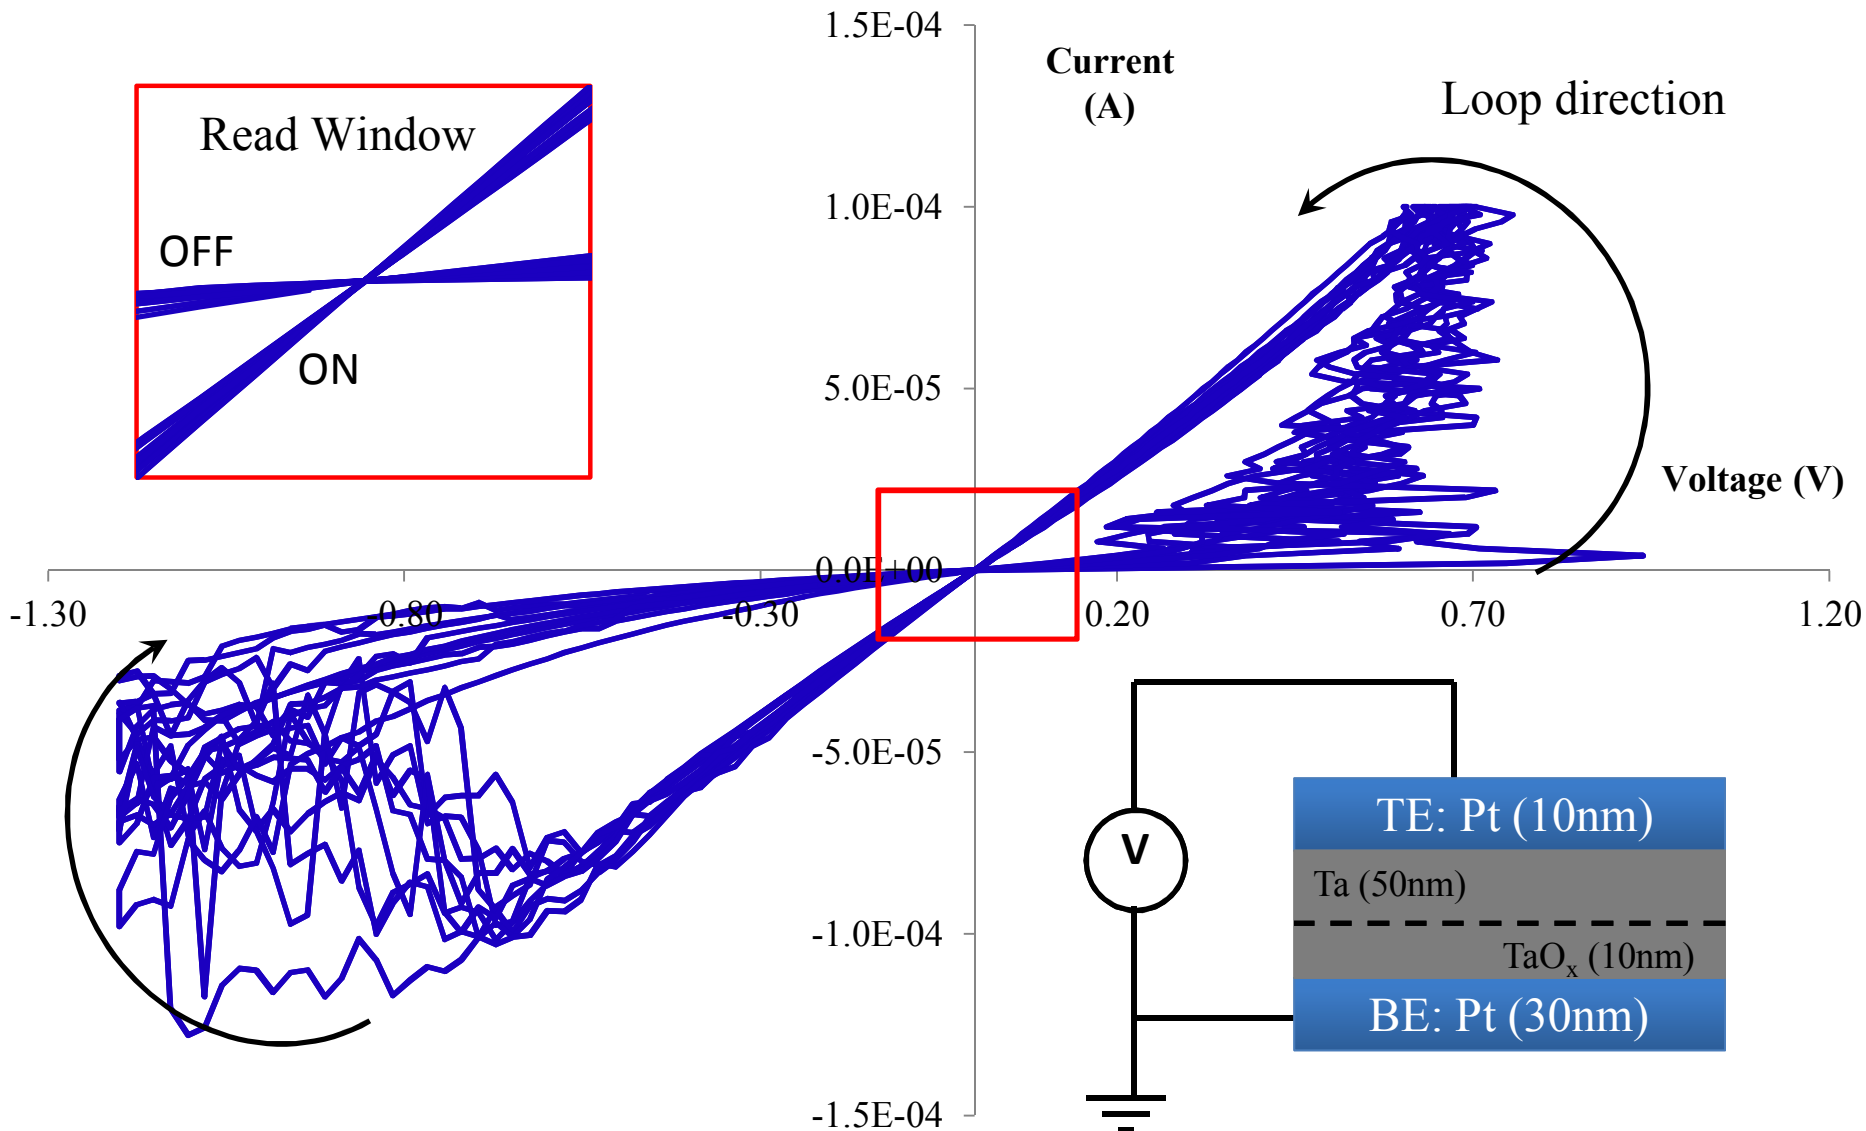 1.5E-04
Current
(A)
Loop direction
Read Window
1.0E-04
OFF
ON
5.0E-05
Voltage (V)
0.0E+00
-1.30
-0.80
-0.30
0.20
0.70
1.20
-5.0E-05
TE: Pt (10nm)
V
Ta (50nm)
-1.0E-04
TaOₓ (10nm)
BE: Pt (30nm)
-1.5E-04